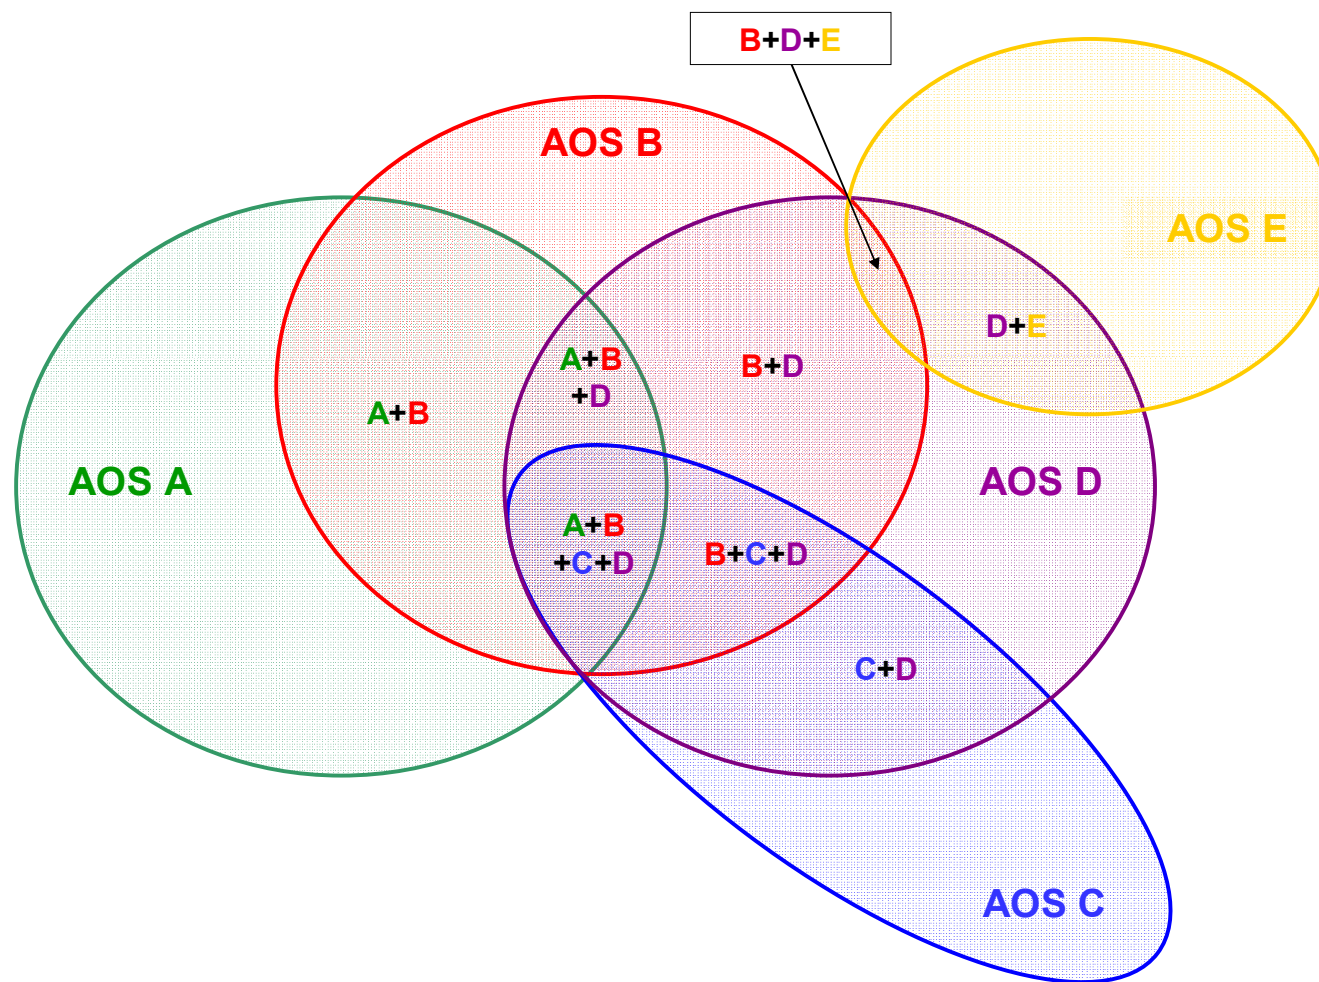 B+D+E
AOS B
AOS E
D+E
A+B
+D
B+D
A+B
AOS A
AOS D
A+B
+C+D
B+C+D
C+D
AOS C